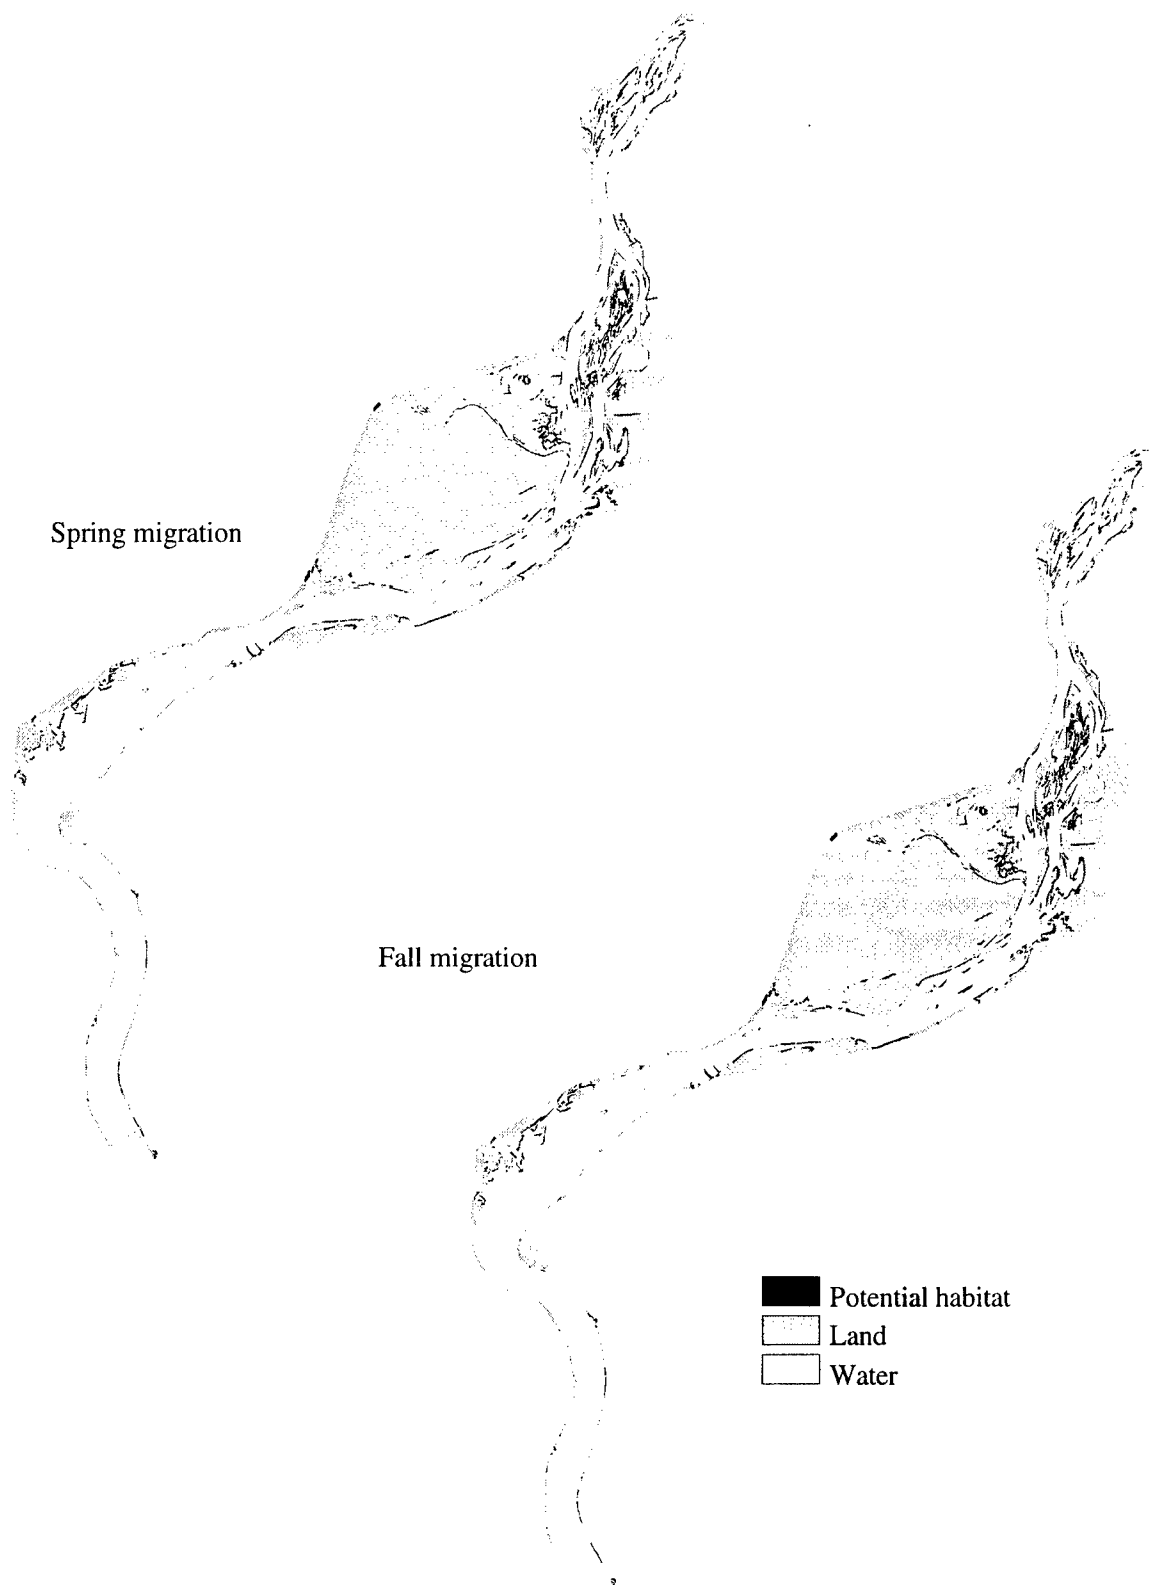 Spring migration
Fall migration
Potential habitat
Land
Water